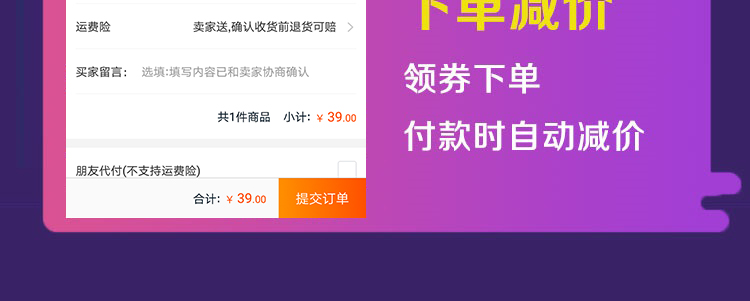 运费险 卖家送,确认收货前退货可赔
买家留言： 选填:填写内容已和卖家协商确认
共1件商品 小计: ￥39.00
朋友代付(不支持运费险)
合计: ￥39.00 提交订单
下单减价
领券下单
付款时自动减价